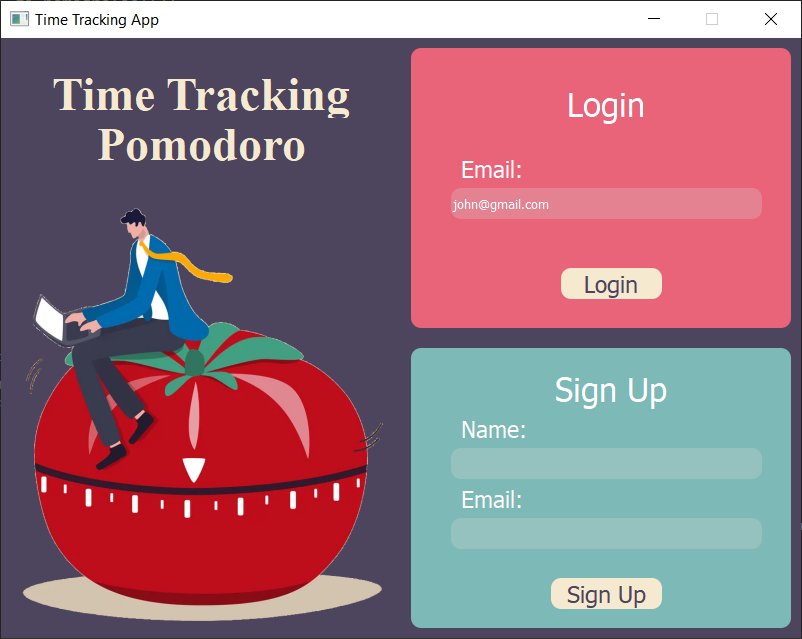 Time Tracking App
Time Tracking
Pomodoro
Login
Email:
john@gmail.com
Login
Sign Up
Name:
Email:
Sign Up